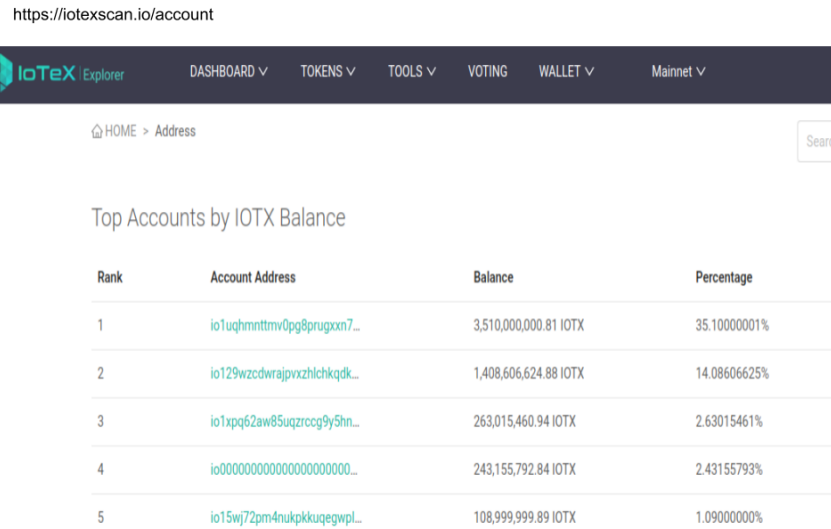 https://iotexscan.io/account
IoTeX Explorer DASHBOARD TOKENS TOOLS VOTING WALLET Mainnet
HOME > Address
Sear
Top Accounts by IOTX Balance
Rank Account Address Balance Percentage
1 io1uqhmnttmv0pg8prugxxn7... 3,510,000,000.81 IOTX 35.10000001%
2 io129wzcdwrajpvxzhlchkqdk... 1,408,606,624.88 IOTX 14.08606625%
3 io1xpq62aw85uqzrccg9y5hn... 263,015,460.94 IOTX 2.63015461%
4 io00000000000000000000... 243,155,792.84 IOTX 2.43155793%
5 io15wj72pm4nukpkkuqegwpl... 108,999,999.89 IOTX 1.09000000%